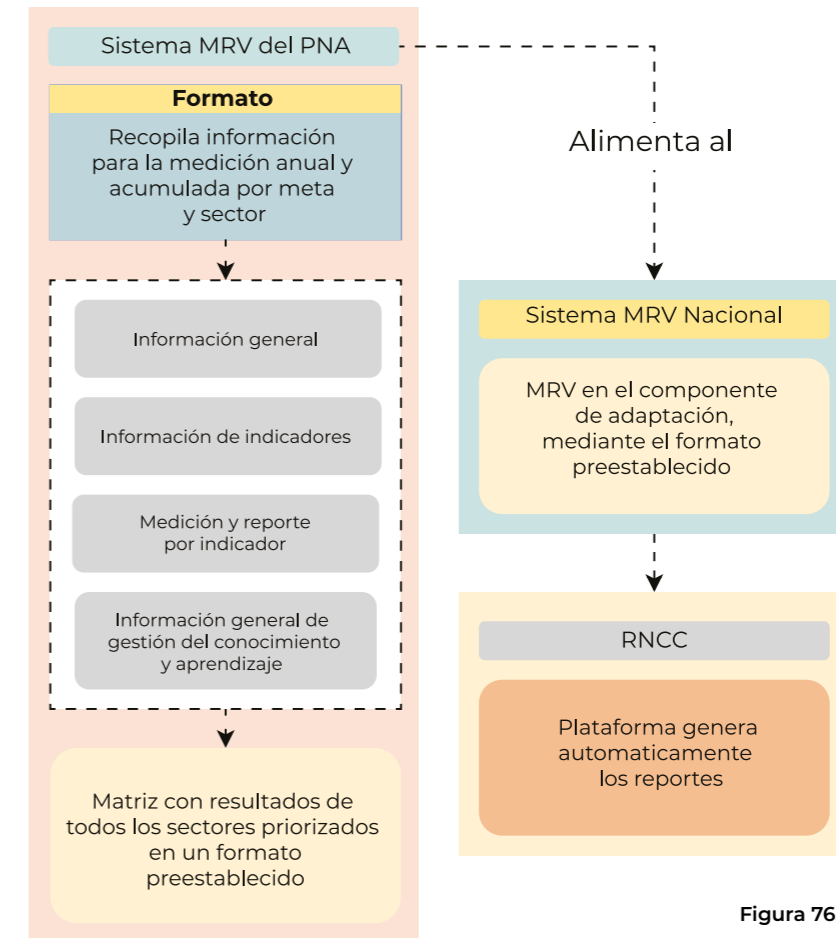 Sistema MRV del PNA
Formato
Recopila información
para la medición anual y
acumulada por meta
y sector
Información general
Información de indicadores
Medición y reporte
por indicador
Información general de
gestión del conocimiento
y aprendizaje
Matriz con resultados de
todos los sectores priorizados
en un formato
preestablecido
Alimenta al
Sistema MRV Nacional
MRV en el componente
de adaptación,
mediante el formato
preestablecido
RNCC
Plataforma genera
automaticamente
los reportes
Figura 76